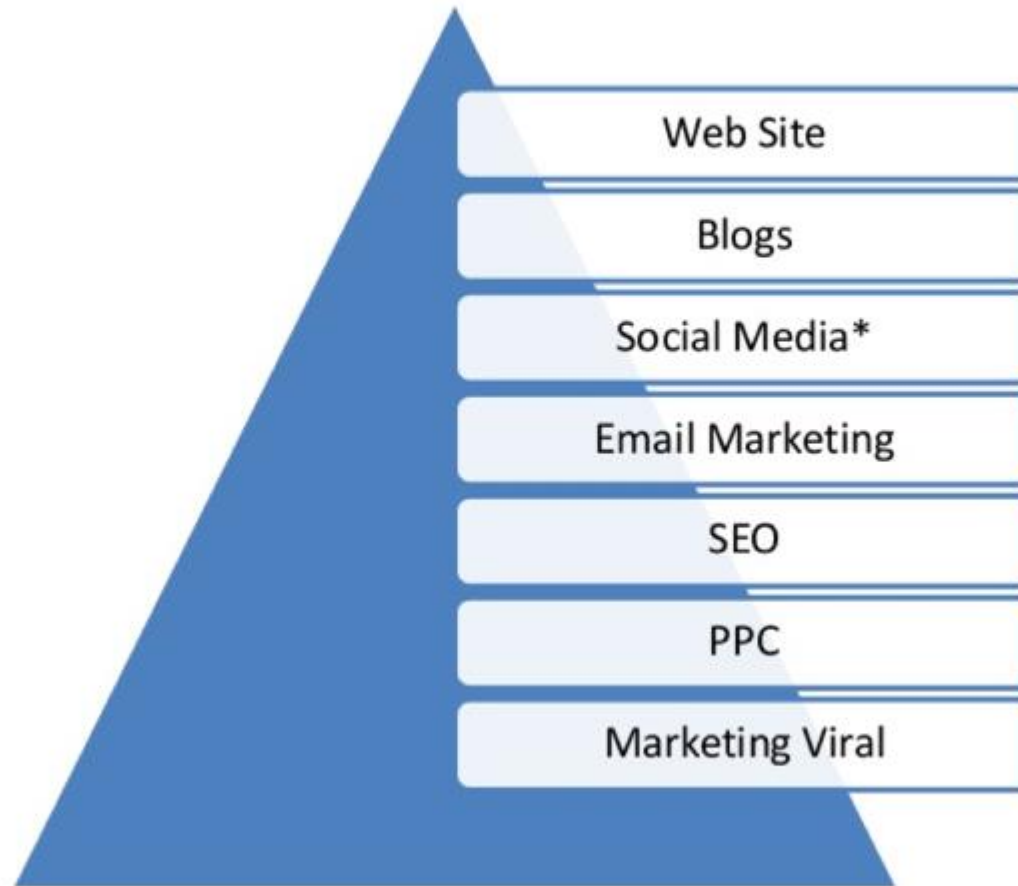 Web Site
Blogs
Social Media*
Email Marketing
SEO
PPC
Marketing Viral